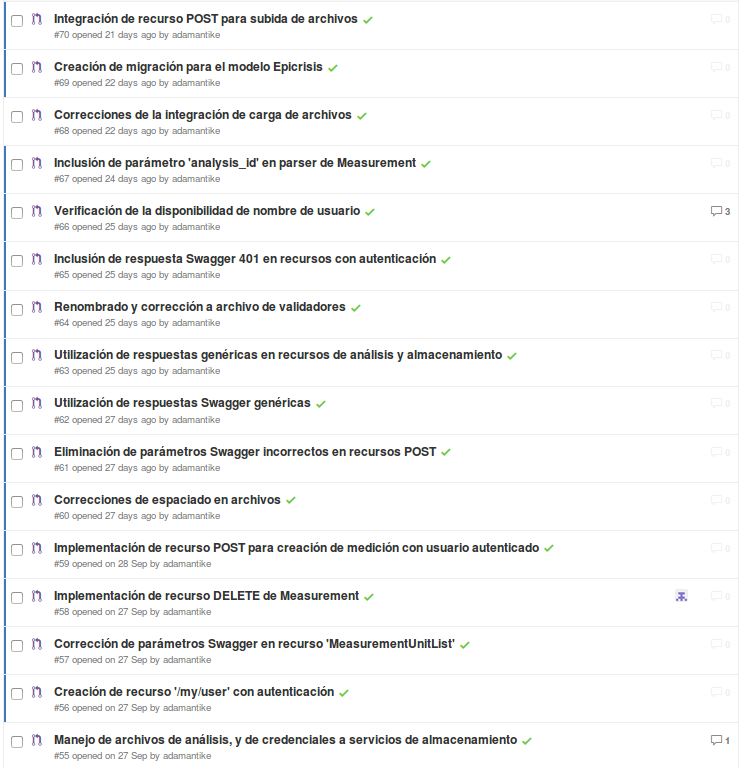 Integración de recurso POST para subida de archivos
0
#70 opened 21 days ago by adamantike
Creación de migración para el modelo Epicrisis
0
#69 opened 22 days ago by adamantike
Correcciones de la integración de carga de archivos
0
#68 opened 22 days ago by adamantike
Inclusión de parámetro 'analysis_id' en parser de Measurement
0
#67 opened 24 days ago by adamantike
Verificación de la disponibilidad de nombre de usuario
3
#66 opened 25 days ago by adamantike
Inclusión de respuesta Swagger 401 en recursos con autenticación
0
#65 opened 25 days ago by adamantike
Renombrado y corrección a archivo de validadores
0
#64 opened 25 days ago by adamantike
Utilización de respuestas genéricas en recursos de análisis y almacenamiento
0
#63 opened 25 days ago by adamantike
Utilización de respuestas Swagger genéricas
0
#62 opened 27 days ago by adamantike
Eliminación de parámetros Swagger incorrectos en recursos POST
0
#61 opened 27 days ago by adamantike
Correcciones de espaciado en archivos
0
#60 opened 27 days ago by adamantike
Implementación de recurso POST para creación de medición con usuario autenticado
0
#59 opened on 28 Sep by adamantike
Implementación de recurso DELETE de Measurement
0
#58 opened on 27 Sep by adamantike
Corrección de parámetros Swagger en recurso 'MeasurementUnitList'
0
#57 opened on 27 Sep by adamantike
Creación de recurso '/my/user' con autenticación
0
#56 opened on 27 Sep by adamantike
Manejo de archivos de análisis, y de credenciales a servicios de almacenamiento
1
#55 opened on 27 Sep by adamantike